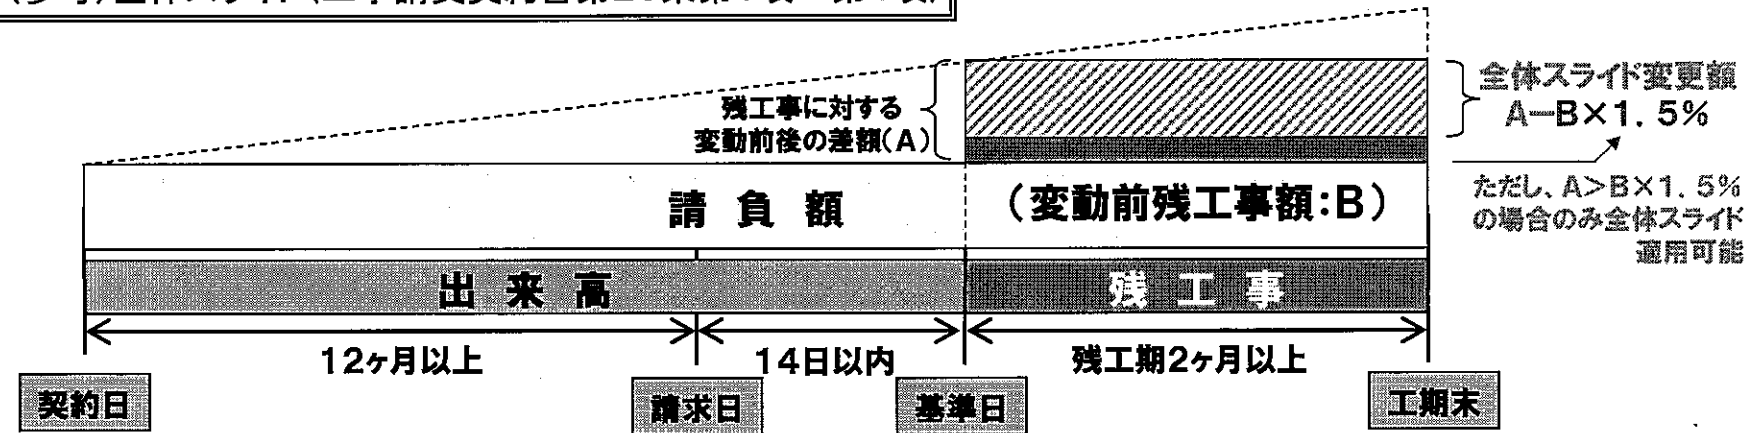 残工事に対する
変動前後の差額(A)
全体スライド変更額
A－B×1．5％
請負額
（変動前残工事額：B）
ただし、A＞B×1．5％
の場合のみ全体スライド
適用可能
出来高
残工事
12ヶ月以上
14日以内
残工期2ヶ月以上
契約日
請求日
基準日
工期末